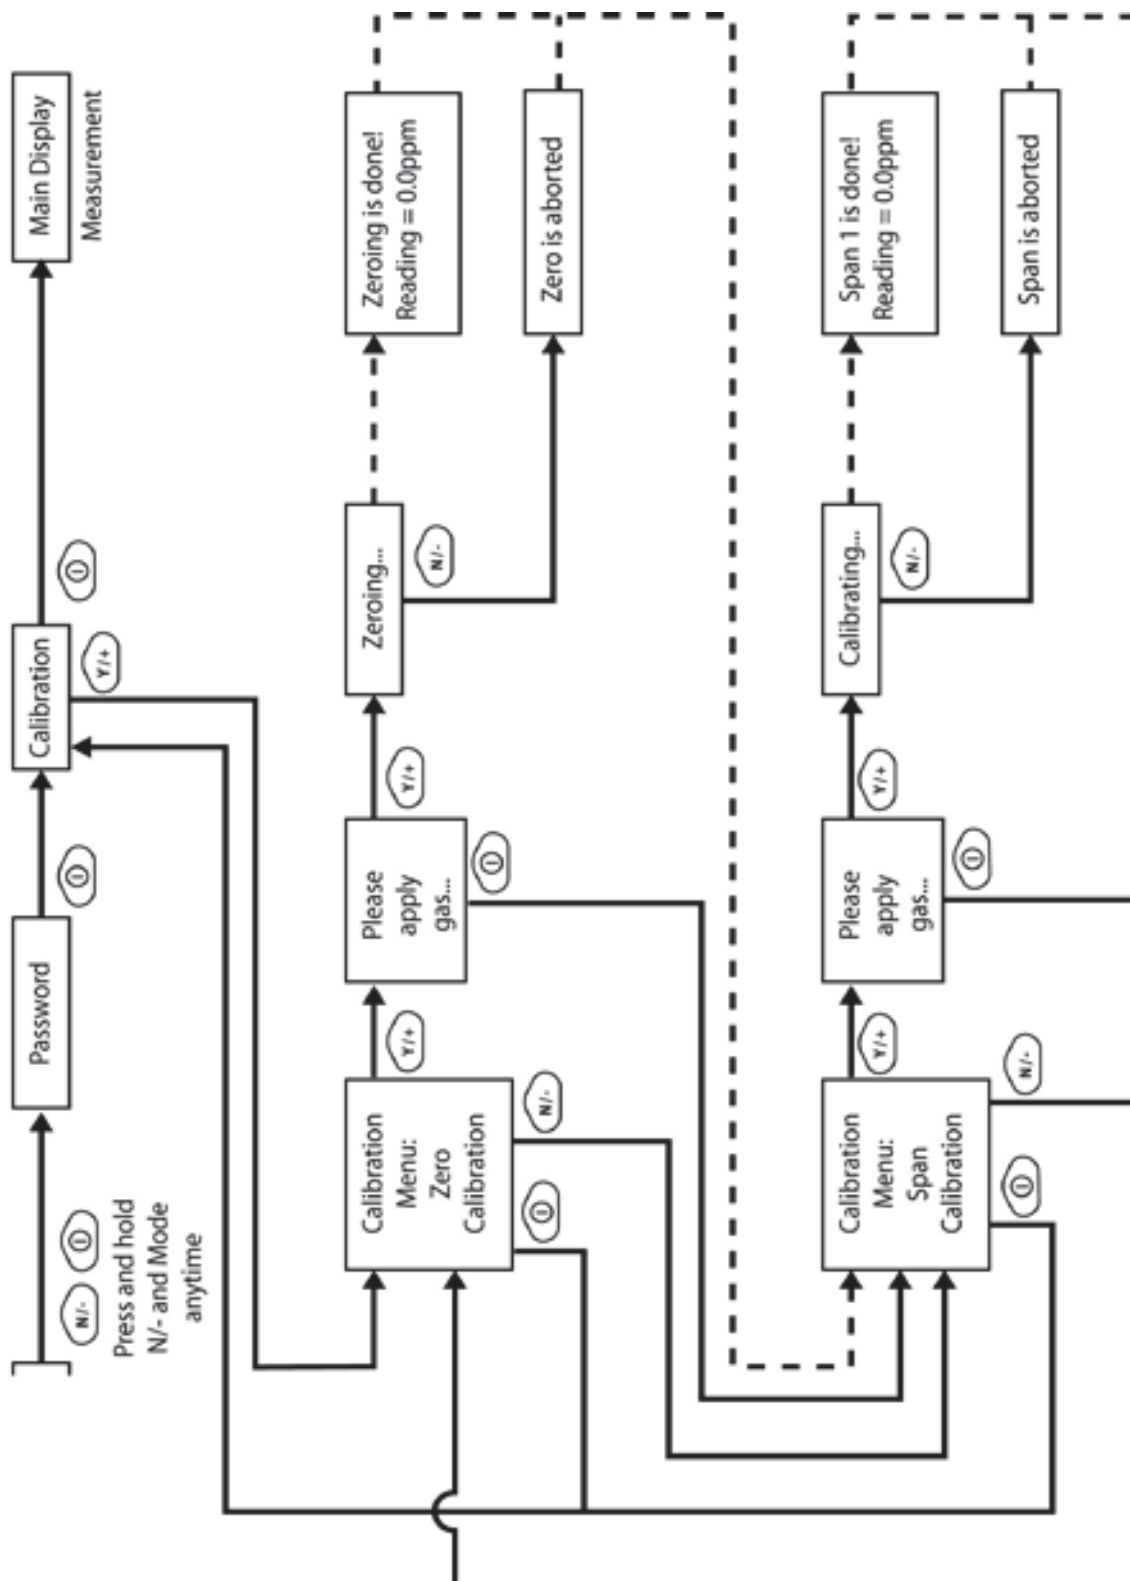 N/-
Press and hold
N/- and Mode
anytime
Password
Calibration
Y/+
Main Display
Measurement
Calibration
Menu:
Zero
Calibration
N/-
Y/+
Please
apply
gas...
Y/+
Zeroing...
N/-
Zeroing is done!
Reading = 0.0ppm
Zero is aborted
Calibration
Menu:
Span
Calibration
N/-
Y/+
Please
apply
gas...
Y/+
Calibrating...
N/-
Span 1 is done!
Reading = 0.0ppm
Span is aborted